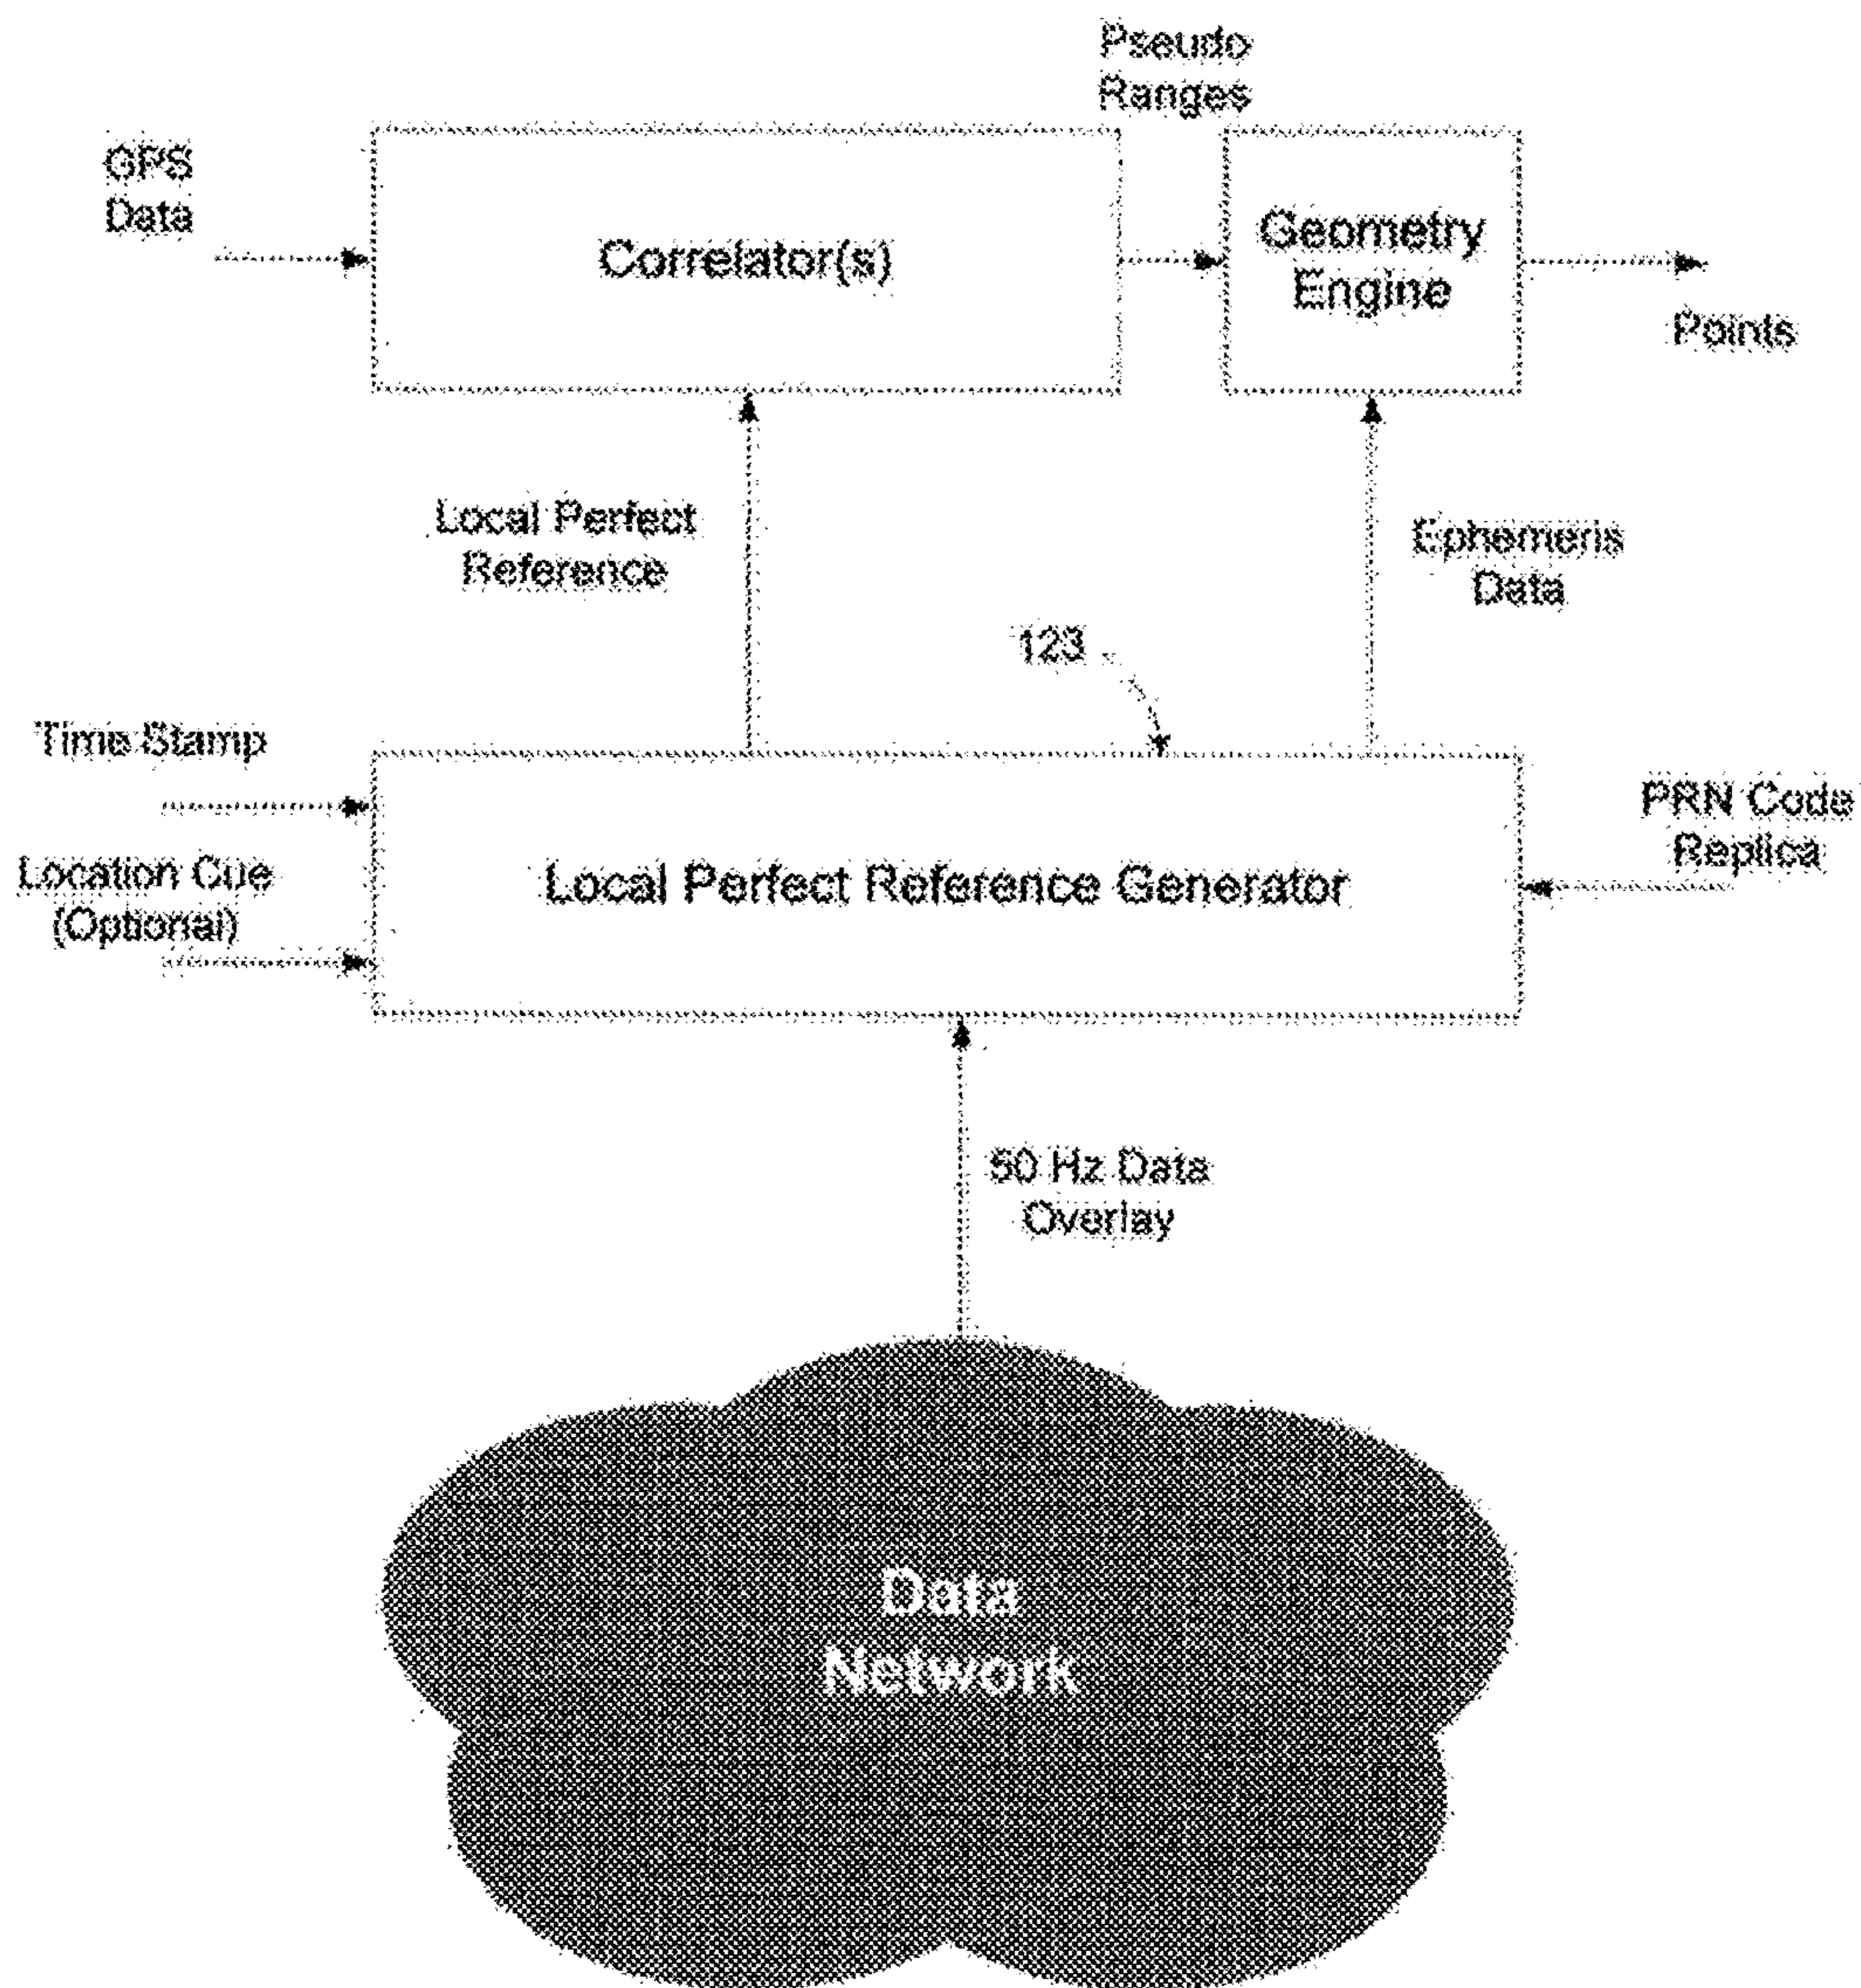 Pseudo
Ranges
GPS
Data
Correlator(s)
Geometry
Engine
Points
Local Perfect
Reference
Ephemeris
Data
123
Time Stamp
Location Cue
(Optional)
Local Perfect Reference Generator
PRN Code
Replica
50 Hz Data
Overlay
Data
Network